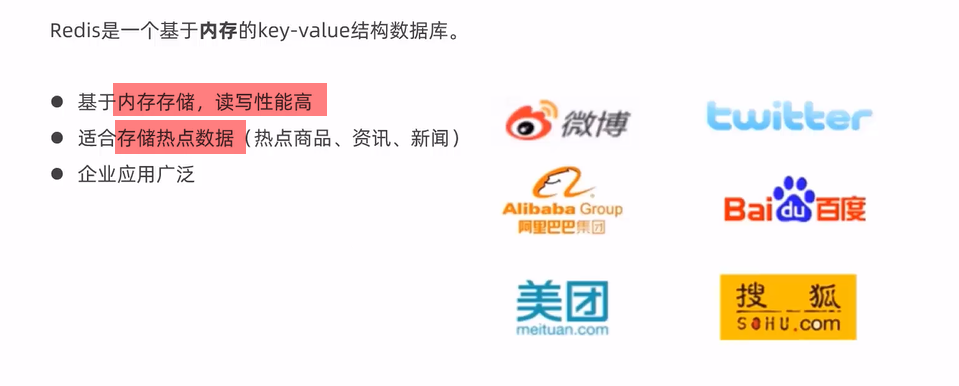 Redis是一个基于内存的key-value结构数据库。
● 基于内存存储，读写性能高
● 适合存储热点数据（热点商品、资讯、新闻）
● 企业应用广泛
微博
twitter
Alibaba Group
阿里巴巴集团
Bai du 百度
美团
meituan.com
搜狐
SOHU.com